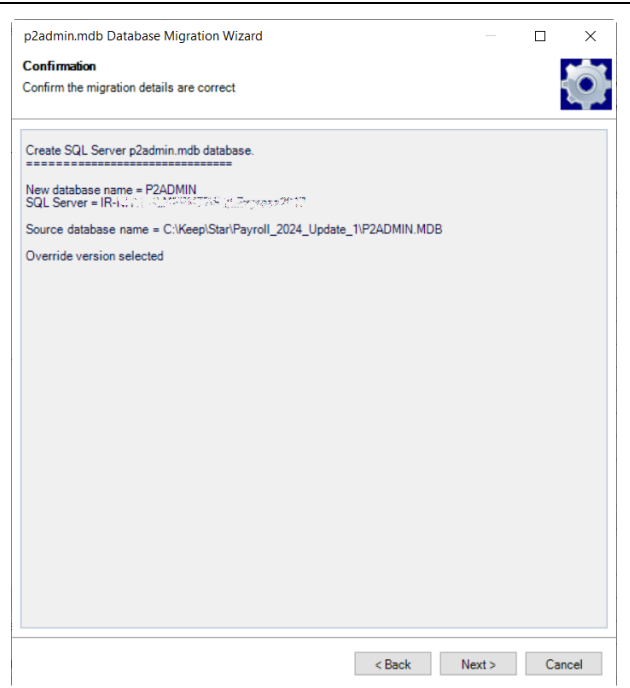 p2admin.mdb Database Migration Wizard
Confirmation
Confirm the migration details are correct
Create SQL Server p2admin.mdb database.
==============================
New database name = P2ADMIN
SQL Server = IR-
Source database name = C:\Keep\Star\Payroll_2024_Update_1\P2ADMIN.MDB
Override version selected
< Back
Next >
Cancel